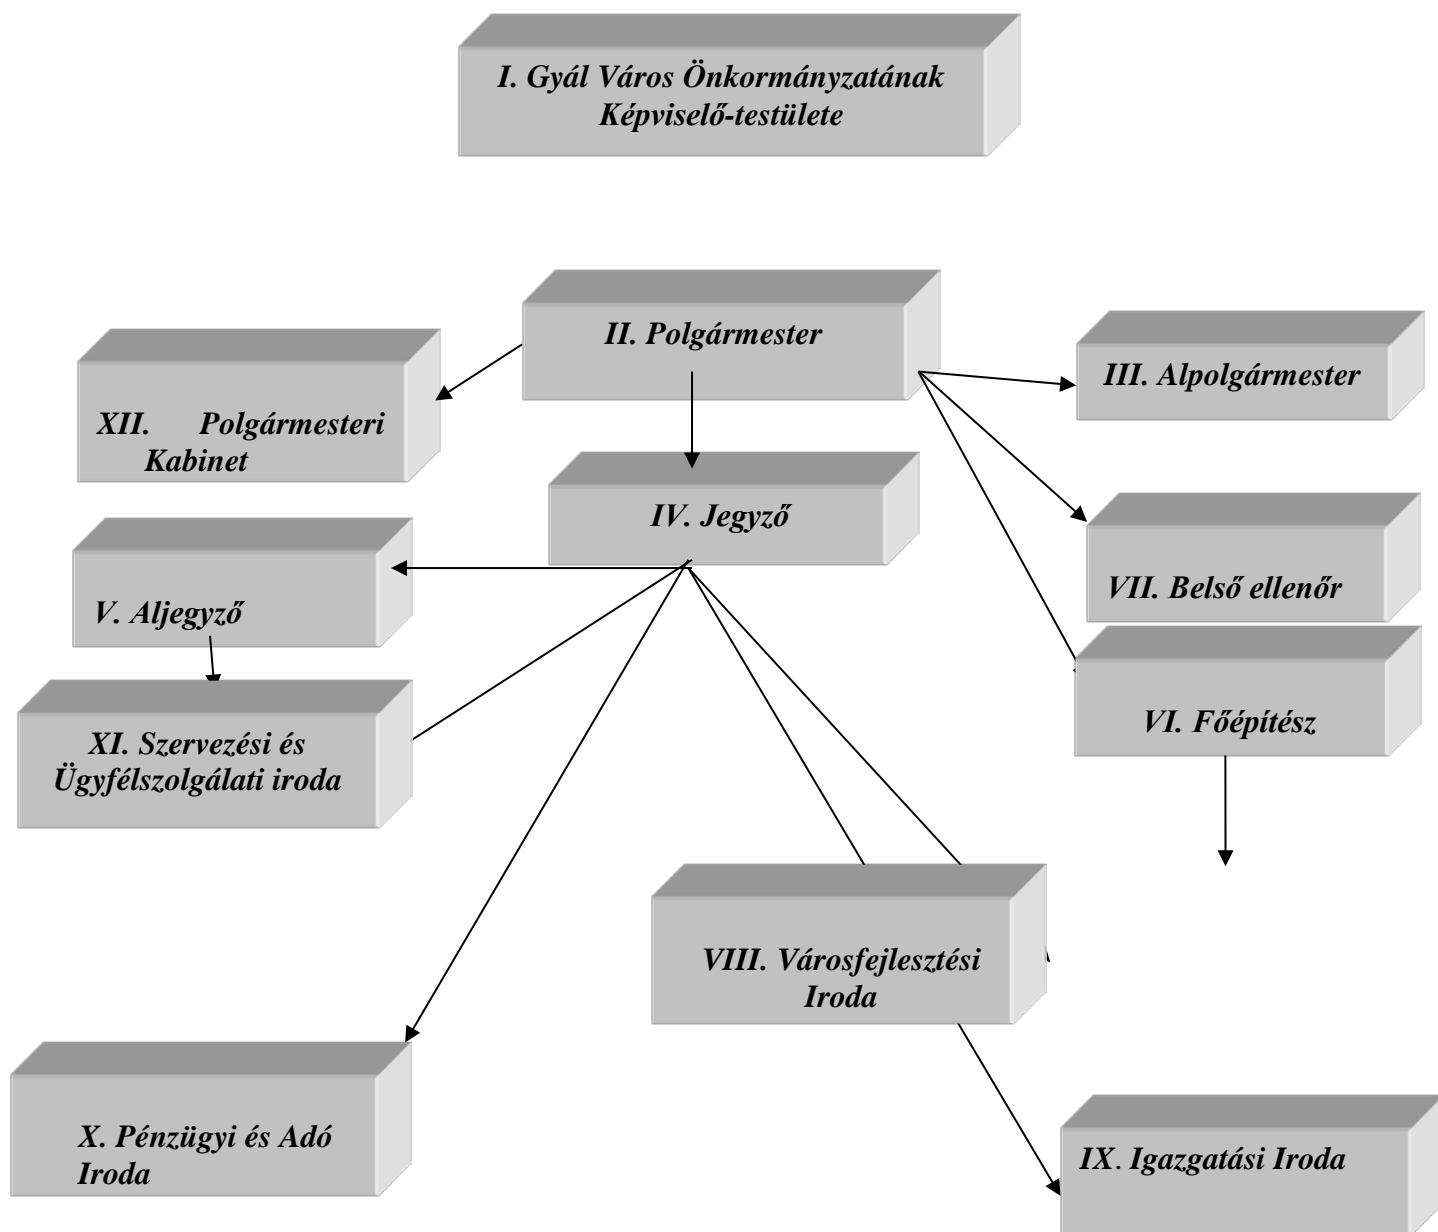 I. Gyál Város Önkormányzatának
Képviselő-testülete
II. Polgármester
III. Alpolgármester
XII. Polgármesteri
Kabinet
IV. Jegyző
VII. Belső ellenőr
V. Aljegyző
VI. Főépítész
XI. Szervezési és
Ügyfélszolgálati iroda
VIII. Városfejlesztési
Iroda
X. Pénzügyi és Adó
Iroda
IX. Igazgatási Iroda